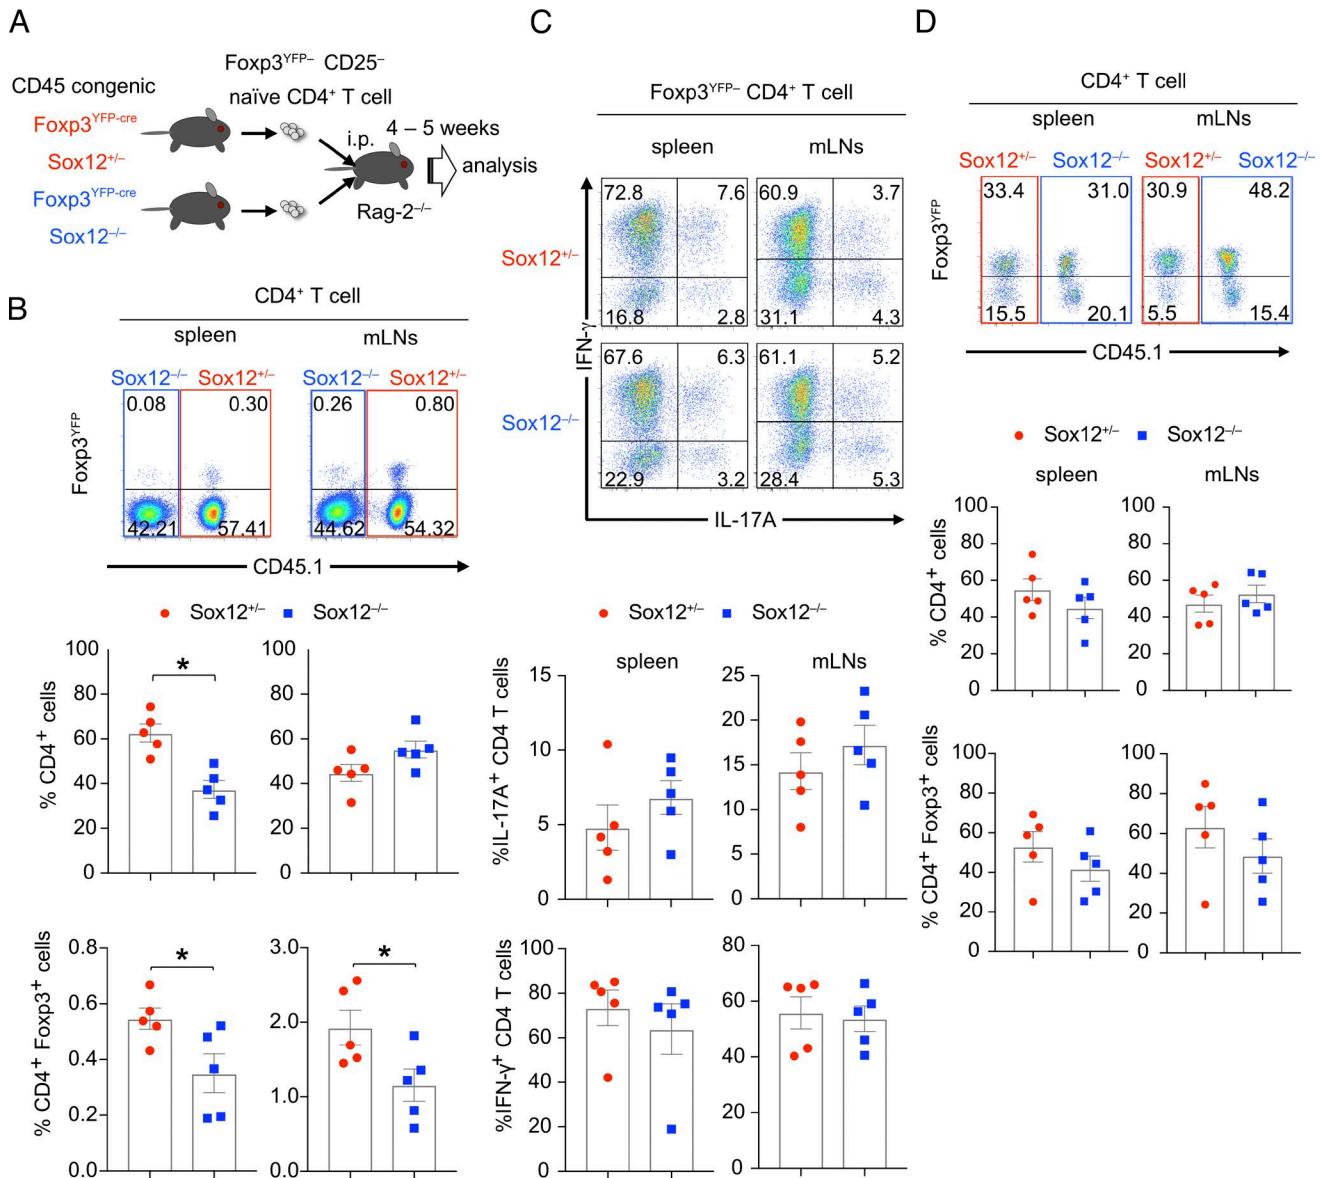 A
Foxp3YFP– CD25–
naïve CD4+ T cell
CD45 congenic
Foxp3YFP-cre
Sox12+/–
Foxp3YFP-cre
Sox12–/–
i.p.
4 – 5 weeks
analysis
Rag-2–/–
B
CD4+ T cell
spleen
mLNs
Sox12–/–
Sox12+/–
Sox12–/–
Sox12+/–
0.08
0.30
0.26
0.80
Foxp3YFP
42.21
57.41
44.62
54.32
CD45.1
Sox12+/–
Sox12–/–
% CD4+ cells
100
80
60
40
20
0
*
100
80
60
40
20
0
% CD4+ Foxp3+ cells
0.8
0.6
0.4
0.2
0.0
*
3.0
2.0
1.0
0.0
*
C
Foxp3YFP– CD4+ T cell
spleen
mLNs
Sox12+/–
72.8
7.6
60.9
3.7
16.8
2.8
31.1
4.3
IFN-γ
Sox12–/–
67.6
6.3
61.1
5.2
22.9
3.2
28.4
5.3
IL-17A
Sox12+/–
Sox12–/–
spleen
mLNs
%IL-17A+ CD4 T cells
15
10
5
0
25
20
15
10
5
0
%IFN-γ+ CD4 T cells
100
80
60
40
20
0
80
60
40
20
0
D
CD4+ T cell
spleen
mLNs
Sox12+/–
Sox12–/–
Sox12+/–
Sox12–/–
33.4
31.0
30.9
48.2
Foxp3YFP
15.5
20.1
5.5
15.4
CD45.1
Sox12+/–
Sox12–/–
spleen
mLNs
% CD4+ cells
100
80
60
40
20
0
100
80
60
40
20
0
% CD4+ Foxp3+ cells
100
80
60
40
20
0
100
80
60
40
20
0